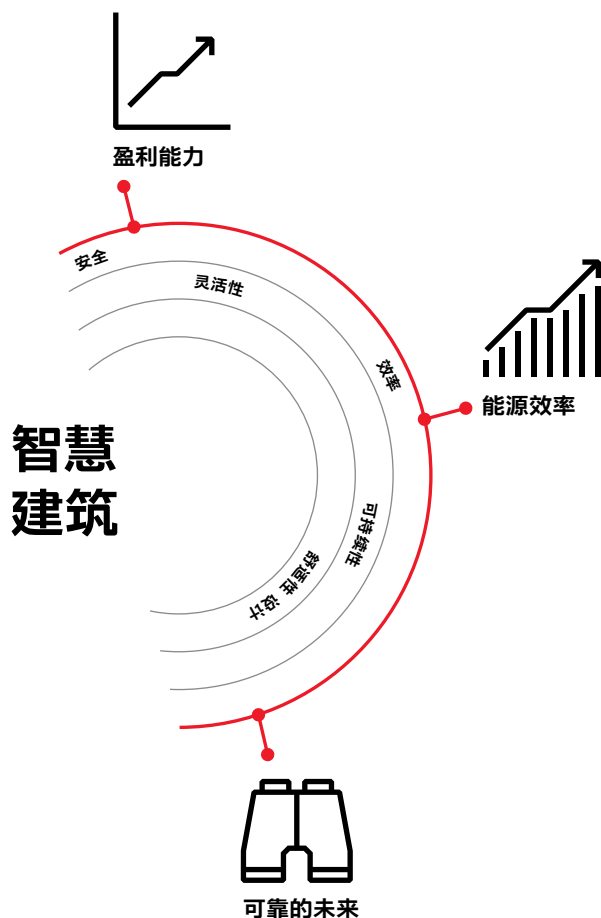 盈利能力
安全
灵活性
效率
能源效率
智慧
建筑
可持续性
舒适性 设计
可靠的未来